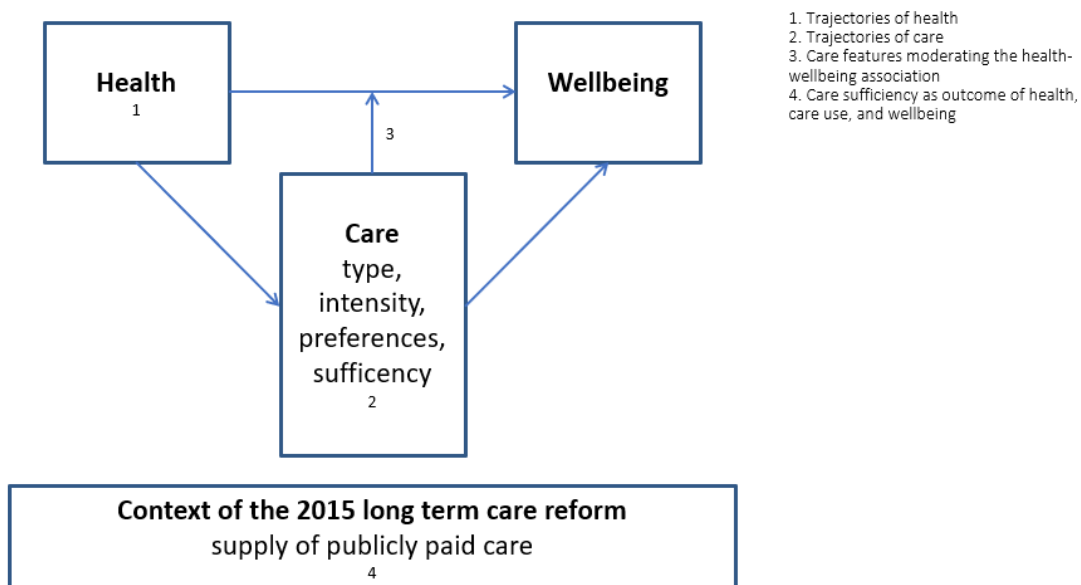 Health
1
Wellbeing
3
Care
type,
intensity,
preferences,
sufficency
2
Context of the 2015 long term care reform
supply of publicly paid care
4
1. Trajectories of health
2. Trajectories of care
3. Care features moderating the health-
wellbeing association
4. Care sufficiency as outcome of health,
care use, and wellbeing